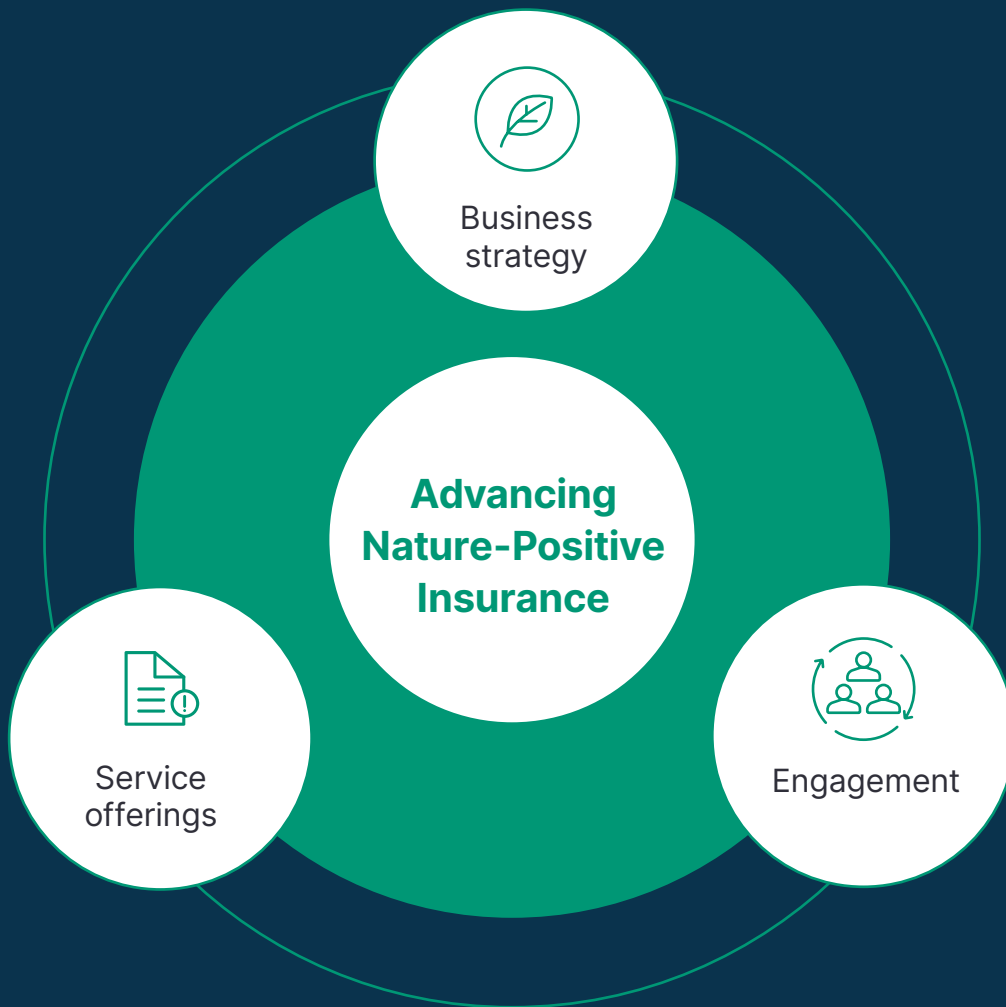 Business
strategy
Advancing
Nature-Positive
Insurance
Service
offerings
Engagement